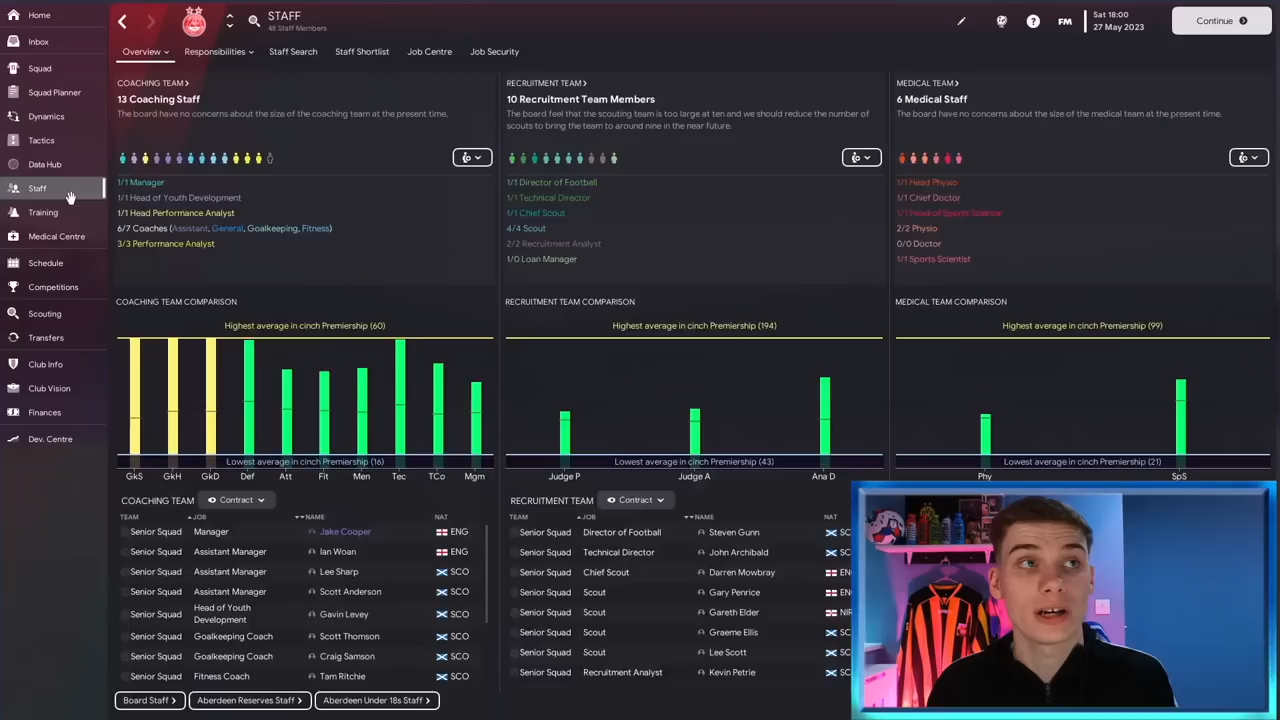 Home
STAFF
48 Staff Members
FM
Sat 18:00
27 May 2023
Continue
Inbox
Squad
Squad Planner
Dynamics
Tactics
Data Hub
Staff
Training
Medical Centre
Schedule
Competitions
Scouting
Transfers
Club Info
Club Vision
Finances
Dev. Centre
Overview
Responsibilities
Staff Search
Staff Shortlist
Job Centre
Job Security
COACHING TEAM
13 Coaching Staff
The board have no concerns about the size of the coaching team at the present time.
1/1 Manager
1/1 Head of Youth Development
1/1 Head Performance Analyst
6/7 Coaches (Assistant, General, Goalkeeping, Fitness)
3/3 Performance Analyst
RECRUITMENT TEAM
10 Recruitment Team Members
The board feel that the scouting team is too large at ten and we should reduce the number of
scouts to bring the team to around nine in the near future.
1/1 Director of Football
1/1 Technical Director
1/1 Chief Scout
4/4 Scout
2/2 Recruitment Analyst
1/0 Loan Manager
MEDICAL TEAM
6 Medical Staff
The board have no concerns about the size of the medical team at the present time.
1/1 Head Physio
1/1 Chief Doctor
1/1 Head of Sports Science
2/2 Physio
0/0 Doctor
1/1 Sports Scientist
COACHING TEAM COMPARISON
Highest average in cinch Premiership (60)
Lowest average in cinch Premiership (16)
GkS GkH GkD Def Att Fit Men Tec TCo Mgm
RECRUITMENT TEAM COMPARISON
Highest average in cinch Premiership (194)
Lowest average in cinch Premiership (43)
Judge P Judge A Ana D
MEDICAL TEAM COMPARISON
Highest average in cinch Premiership (99)
Lowest average in cinch Premiership (21)
Phy SpS
COACHING TEAM Contract
TEAM JOB NAME NAT
Senior Squad Manager Jake Cooper ENG
Senior Squad Assistant Manager Ian Woan ENG
Senior Squad Assistant Manager Lee Sharp SCO
Senior Squad Assistant Manager Scott Anderson SCO
Senior Squad Head of Youth Development Gavin Levey SCO
Senior Squad Goalkeeping Coach Scott Thomson SCO
Senior Squad Goalkeeping Coach Craig Samson SCO
Senior Squad Fitness Coach Tam Ritchie SCO
RECRUITMENT TEAM Contract
TEAM JOB NAME NAT
Senior Squad Director of Football Steven Gunn SC
Senior Squad Technical Director John Archibald SC
Senior Squad Chief Scout Darren Mowbray EN
Senior Squad Scout Gary Penrice EN
Senior Squad Scout Gareth Elder NI
Senior Squad Scout Graeme Ellis SC
Senior Squad Scout Lee Scott SC
Senior Squad Recruitment Analyst Kevin Petrie SC
Board Staff
Aberdeen Reserves Staff
Aberdeen Under 18s Staff